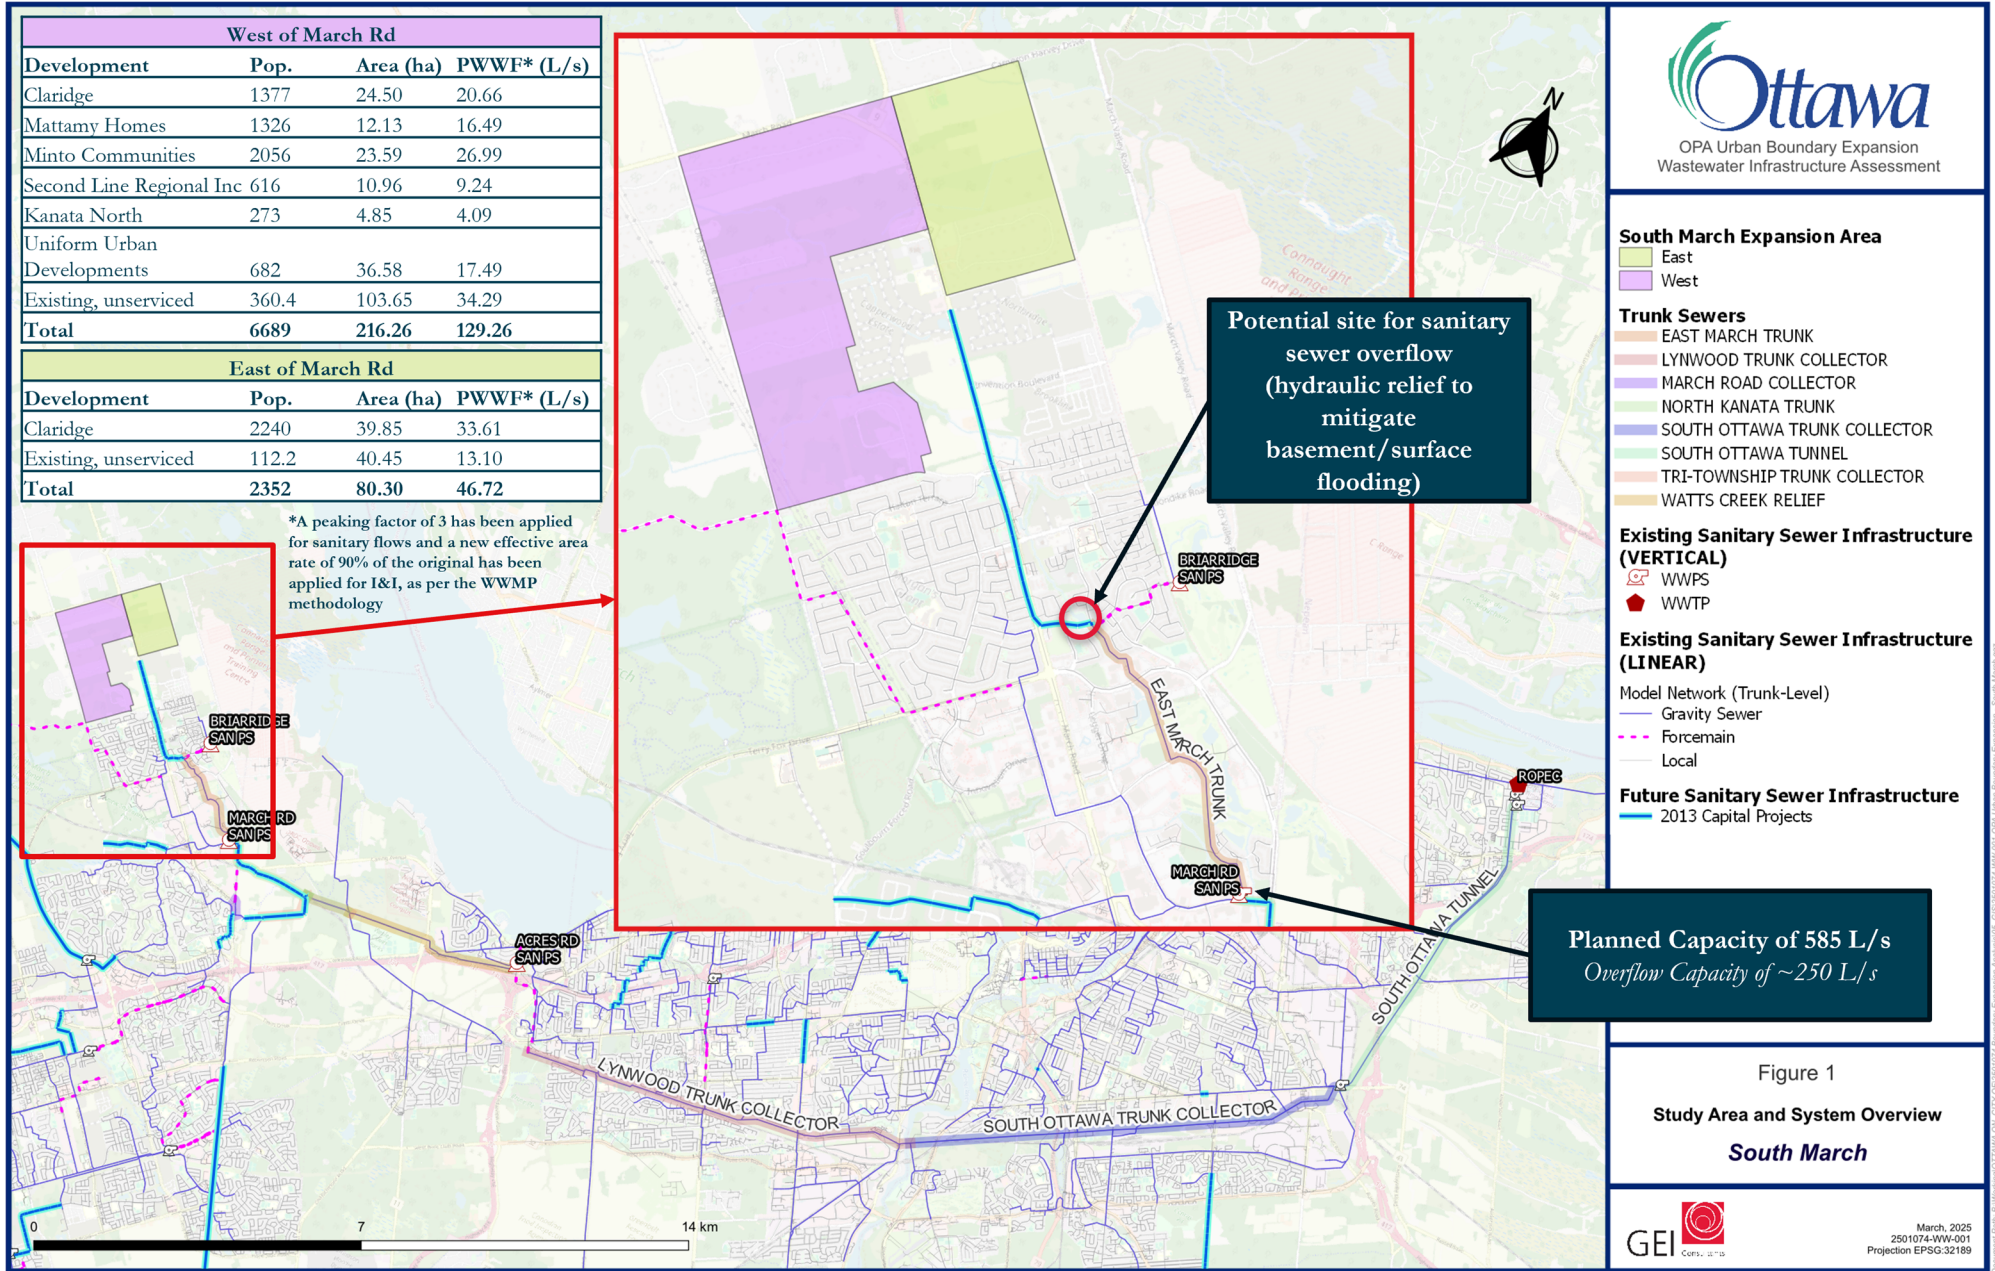 West of March Rd
Development Pop. Area (ha) PWWF* (L/s)
Claridge 1377 24.50 20.66
Mattamy Homes 1326 12.13 16.49
Minto Communities 2056 23.59 26.99
Second Line Regional Inc 616 10.96 9.24
Kanata North 273 4.85 4.09
Uniform Urban
Developments 682 36.58 17.49
Existing, unserviced 360.4 103.65 34.29
Total 6689 216.26 129.26
East of March Rd
Development Pop. Area (ha) PWWF* (L/s)
Claridge 2240 39.85 33.61
Existing, unserviced 112.2 40.45 13.10
Total 2352 80.30 46.72
*A peaking factor of 3 has been applied
for sanitary flows and a new effective area
rate of 90% of the original has been
applied for I&I, as per the WWMP
methodology
BRIARRIDGE
SAN PS
MARCH RD
SAN PS
ACRES RD
SAN PS
LYNWOOD TRUNK COLLECTOR
SOUTH OTTAWA TRUNK COLLECTOR
SOUTH OTTAWA TUNNEL
ROPEC
0 7 14 km
N
March Valley Road
Connaught
Range
Potential site for sanitary
sewer overflow
(hydraulic relief to
mitigate
basement/surface
flooding)
BRIARRIDGE
SAN PS
EAST MARCH TRUNK
March Road
MARCH RD
SAN PS
Planned Capacity of 585 L/s
Overflow Capacity of ~250 L/s
Ottawa
OPA Urban Boundary Expansion
Wastewater Infrastructure Assessment
South March Expansion Area
East
West
Trunk Sewers
EAST MARCH TRUNK
LYNWOOD TRUNK COLLECTOR
MARCH ROAD COLLECTOR
NORTH KANATA TRUNK
SOUTH OTTAWA TRUNK COLLECTOR
SOUTH OTTAWA TUNNEL
TRI-TOWNSHIP TRUNK COLLECTOR
WATTS CREEK RELIEF
Existing Sanitary Sewer Infrastructure
(VERTICAL)
WWPS
WWTP
Existing Sanitary Sewer Infrastructure
(LINEAR)
Model Network (Trunk-Level)
Gravity Sewer
Forcemain
Local
Future Sanitary Sewer Infrastructure
2013 Capital Projects
Figure 1
Study Area and System Overview
South March
GEI
Consultants
March, 2025
2501074-WW-001
Projection EPSG:32189